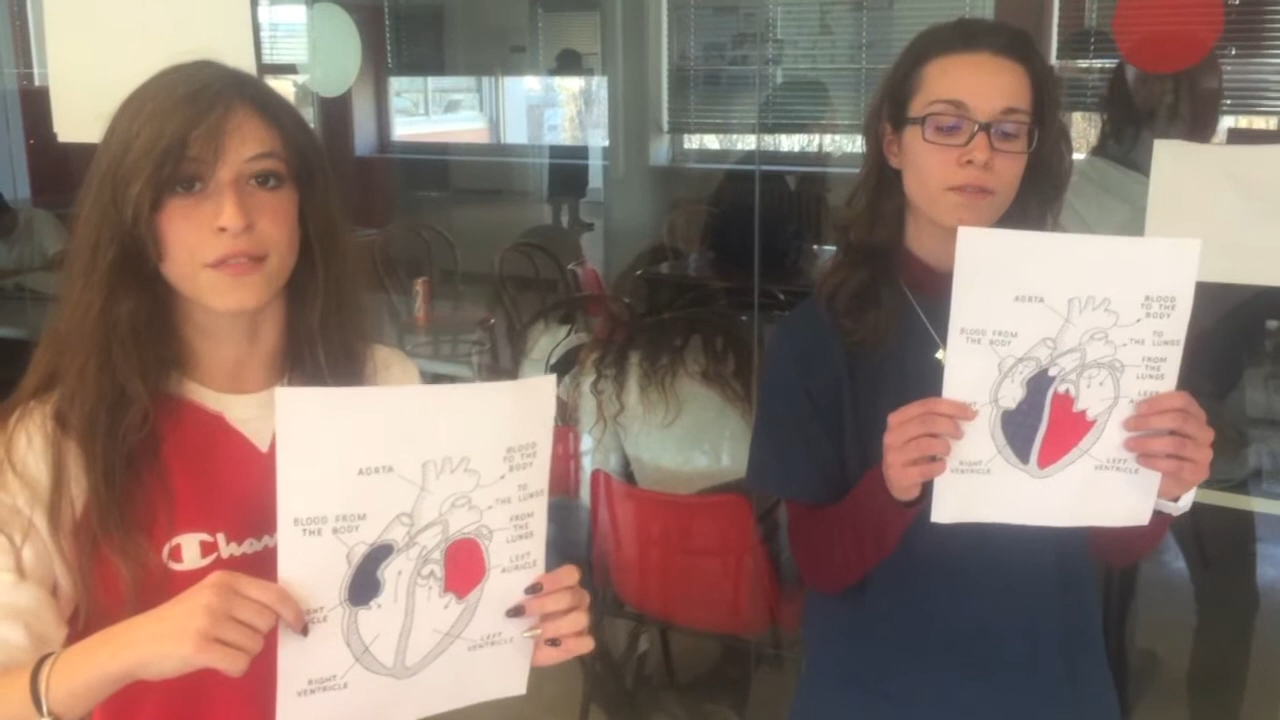 Cham
AORTA
BLOOD
TO THE
BODY
TO
THE LUNGS
FROM
THE
LUNGS
BLOOD FROM
THE BODY
LEFT
AURICLE
LEFT
VENTRICLE
RIGHT
VENTRICLE
AORTA
BLOOD
TO THE
BODY
TO
THE LUNGS
FROM
THE
LUNGS
BLOOD FROM
THE BODY
LEFT
LEFT
VENTRICLE
RIGHT
VENTRICLE